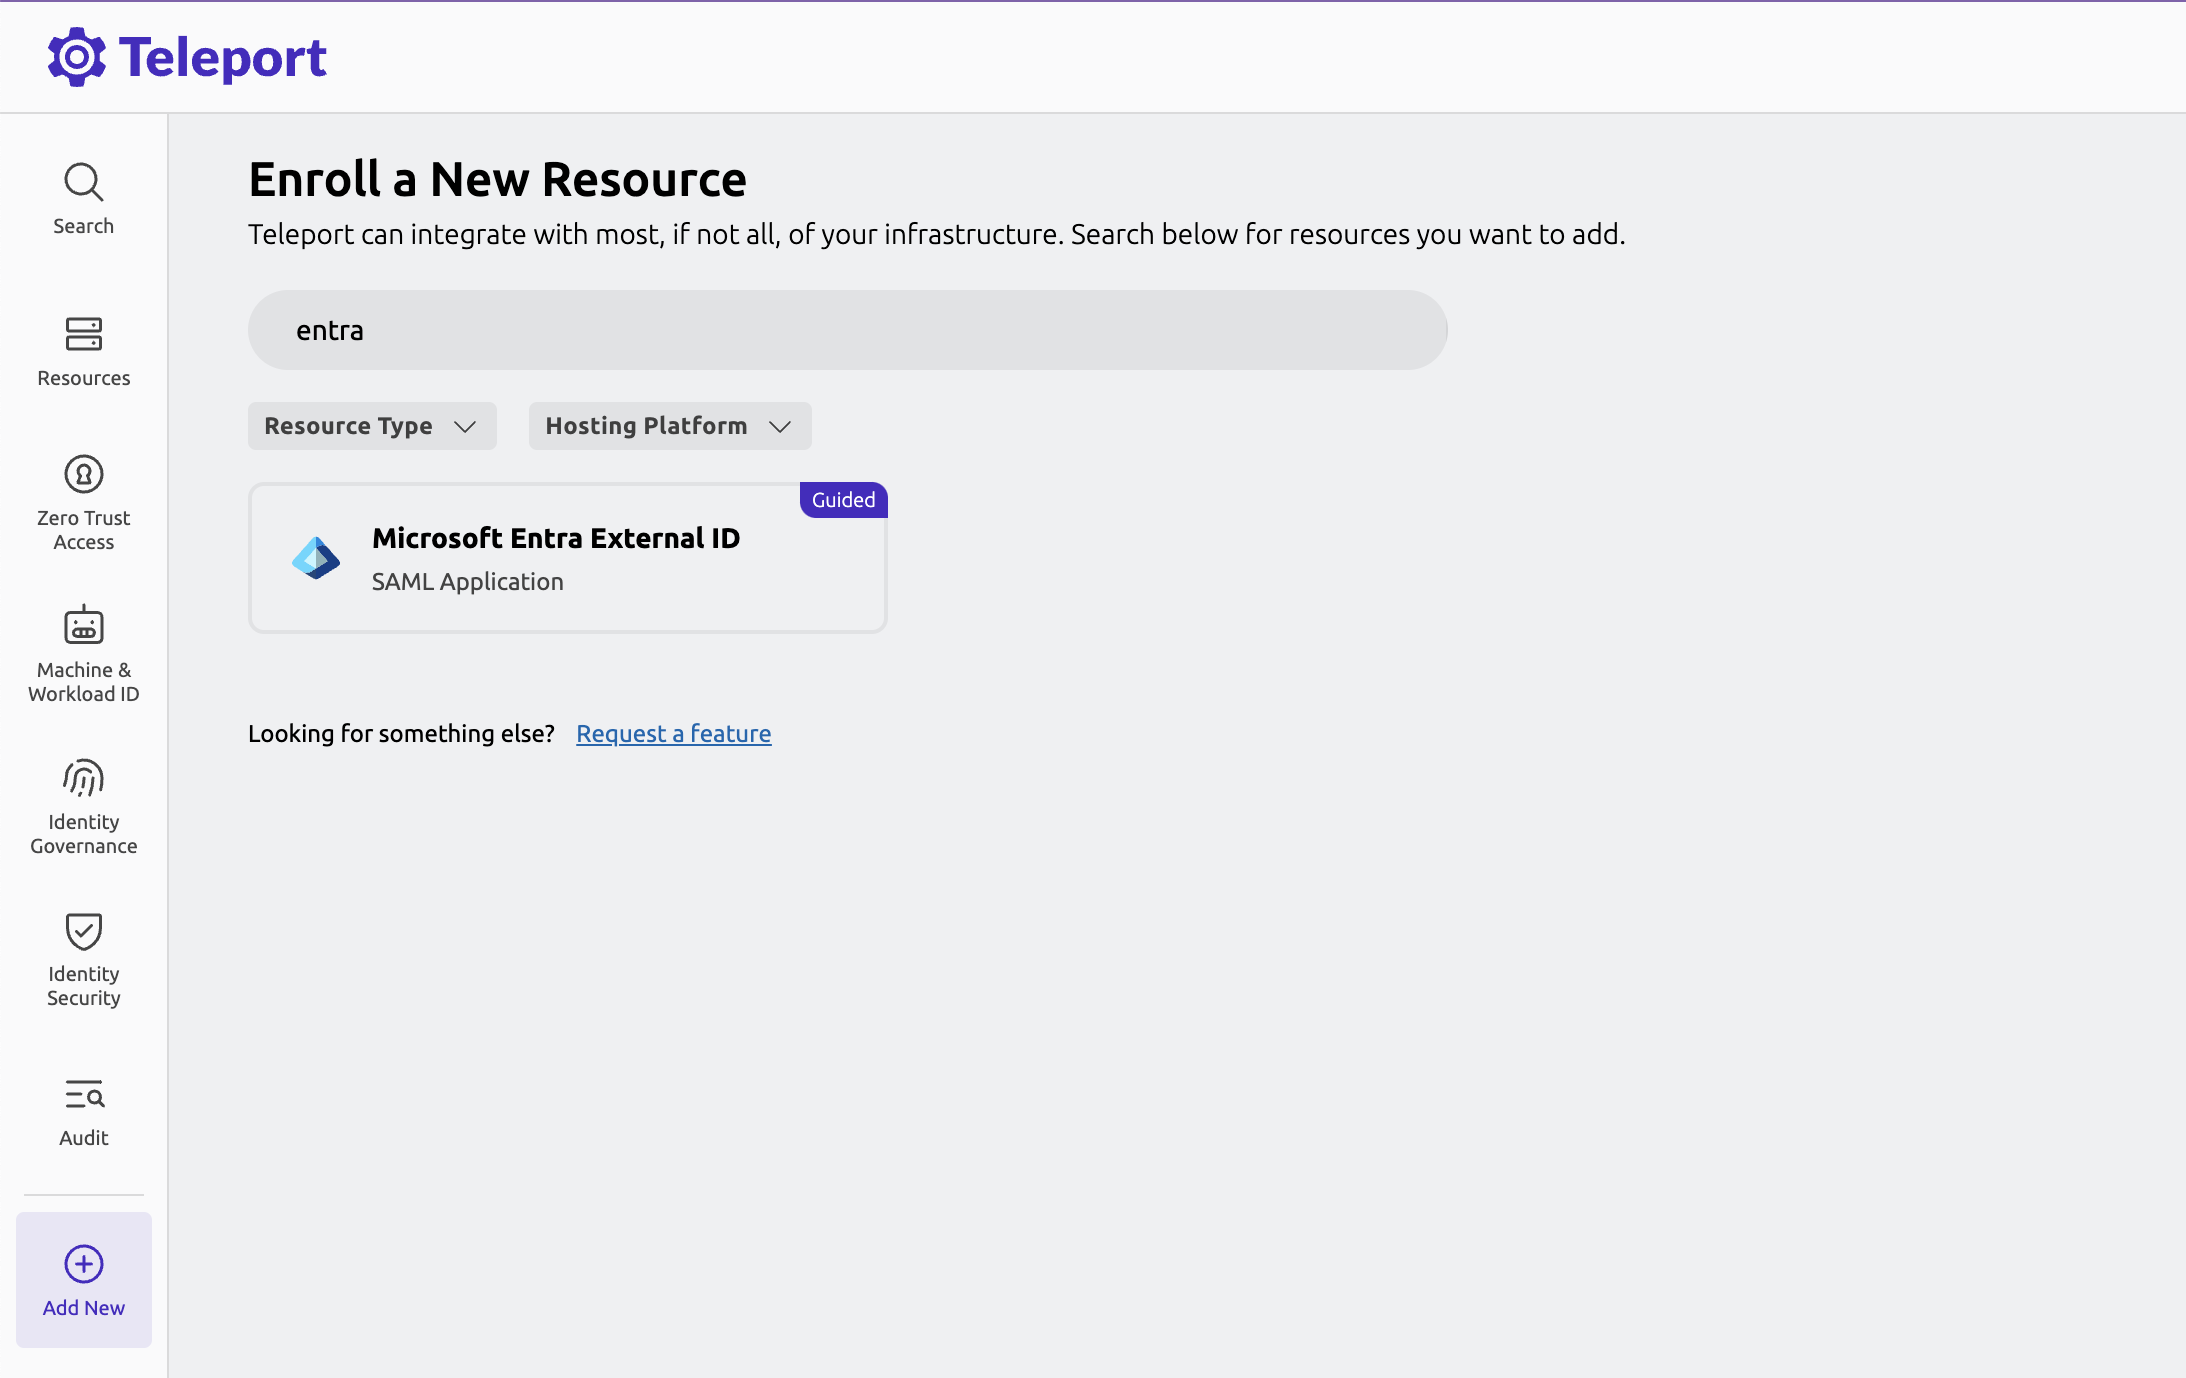 Teleport
Search
Resources
Zero Trust
Access
Machine &
Workload ID
Identity
Governance
Identity
Security
Audit
Add New
Enroll a New Resource
Teleport can integrate with most, if not all, of your infrastructure. Search below for resources you want to add.
entra
Resource Type
Hosting Platform
Guided
Microsoft Entra External ID
SAML Application
Looking for something else? Request a feature